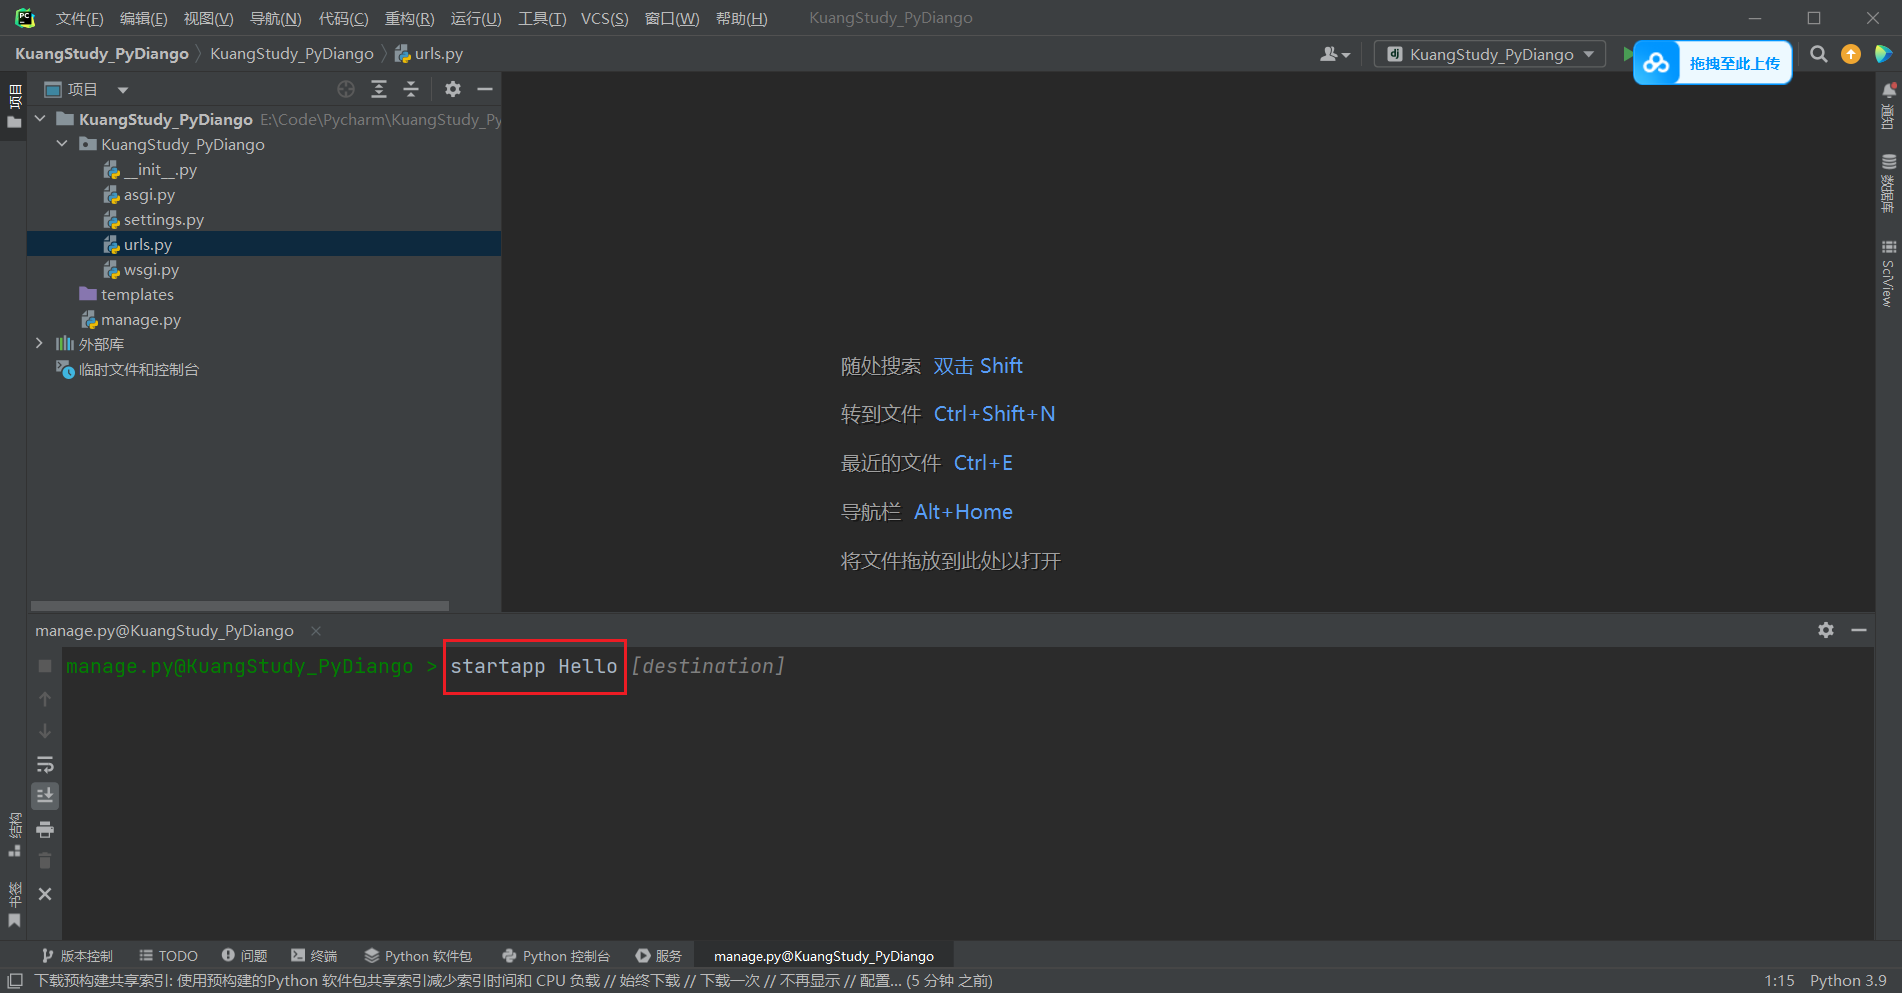 文件(F) 编辑(E) 视图(V) 导航(N) 代码(C) 重构(R) 运行(U) 工具(T) VCS(S) 窗口(W) 帮助(H) KuangStudy_PyDiango
KuangStudy_PyDiango KuangStudy_PyDiango urls.py KuangStudy_PyDiango 拖拽至此上传
项目
项目
KuangStudy_PyDiango E:\Code\Pycharm\KuangStudy_Py
KuangStudy_PyDiango
__init__.py
asgi.py
settings.py
urls.py
wsgi.py
templates
manage.py
外部库
临时文件和控制台
随处搜索 双击 Shift
转到文件 Ctrl+Shift+N
最近的文件 Ctrl+E
导航栏 Alt+Home
将文件拖放到此处以打开
通知
数据库
SciView
manage.py@KuangStudy_PyDiango
manage.py@KuangStudy_PyDiango > startapp Hello [destination]
结构
书签
版本控制 TODO 问题 终端 Python 软件包 Python 控制台 服务 manage.py@KuangStudy_PyDiango
下载预构建共享索引: 使用预构建的Python 软件包共享索引减少索引时间和 CPU 负载 // 始终下载 // 下载一次 // 不再显示 // 配置... (5 分钟 之前) 1:15 Python 3.9